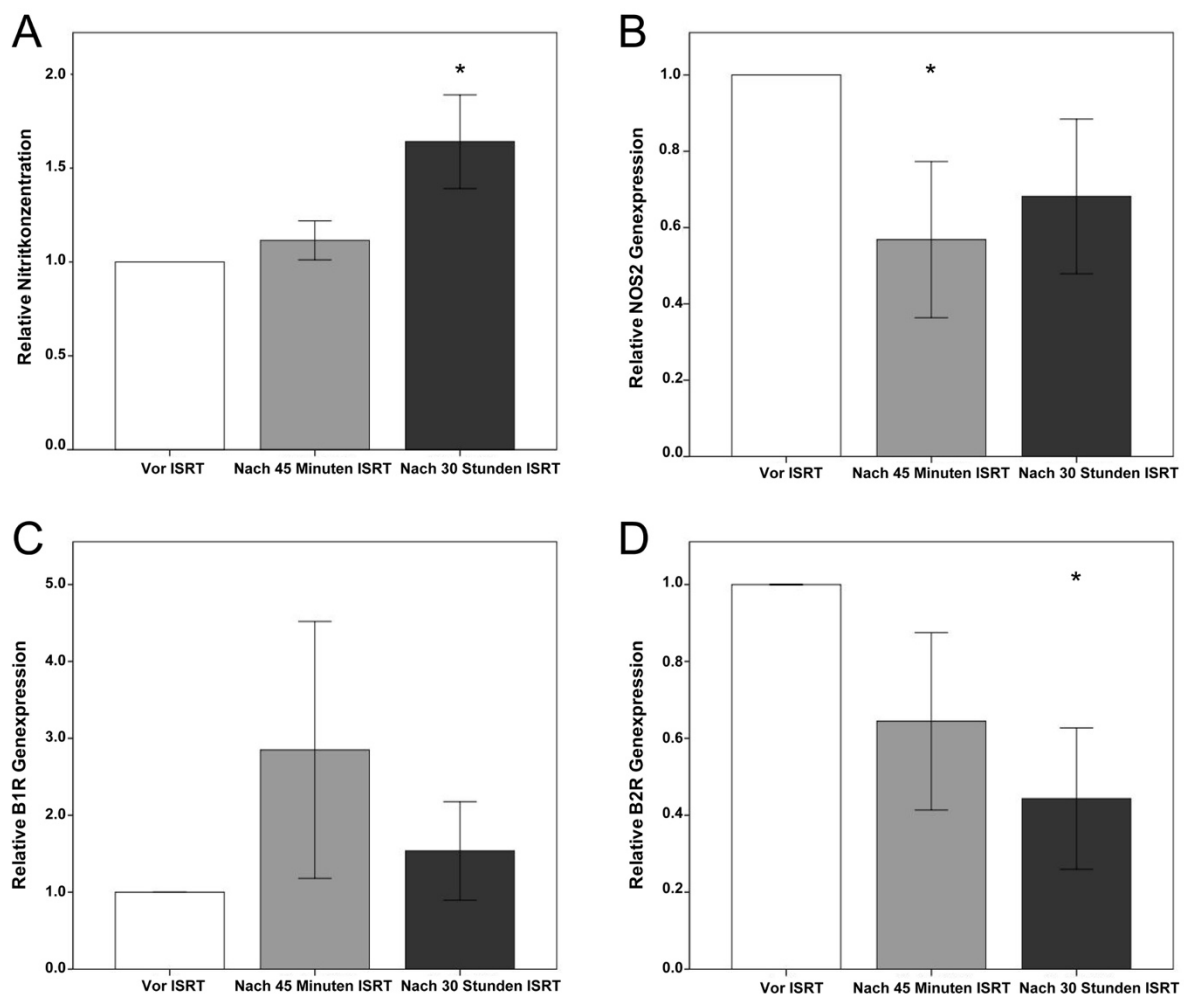 A
Relative Nitritkonzentration
2.0
*
1.5
1.0
0.5
0.0
Vor ISRT
Nach 45 Minuten ISRT
Nach 30 Stunden ISRT
B
Relative NOS2 Genexpression
1.0
*
0.8
0.6
0.4
0.2
0.0
Vor ISRT
Nach 45 Minuten ISRT
Nach 30 Stunden ISRT
C
Relative B1R Genexpression
5.0
4.0
3.0
2.0
1.0
0.0
Vor ISRT
Nach 45 Minuten ISRT
Nach 30 Stunden ISRT
D
Relative B2R Genexpression
1.0
*
0.8
0.6
0.4
0.2
0.0
Vor ISRT
Nach 45 Minuten ISRT
Nach 30 Stunden ISRT